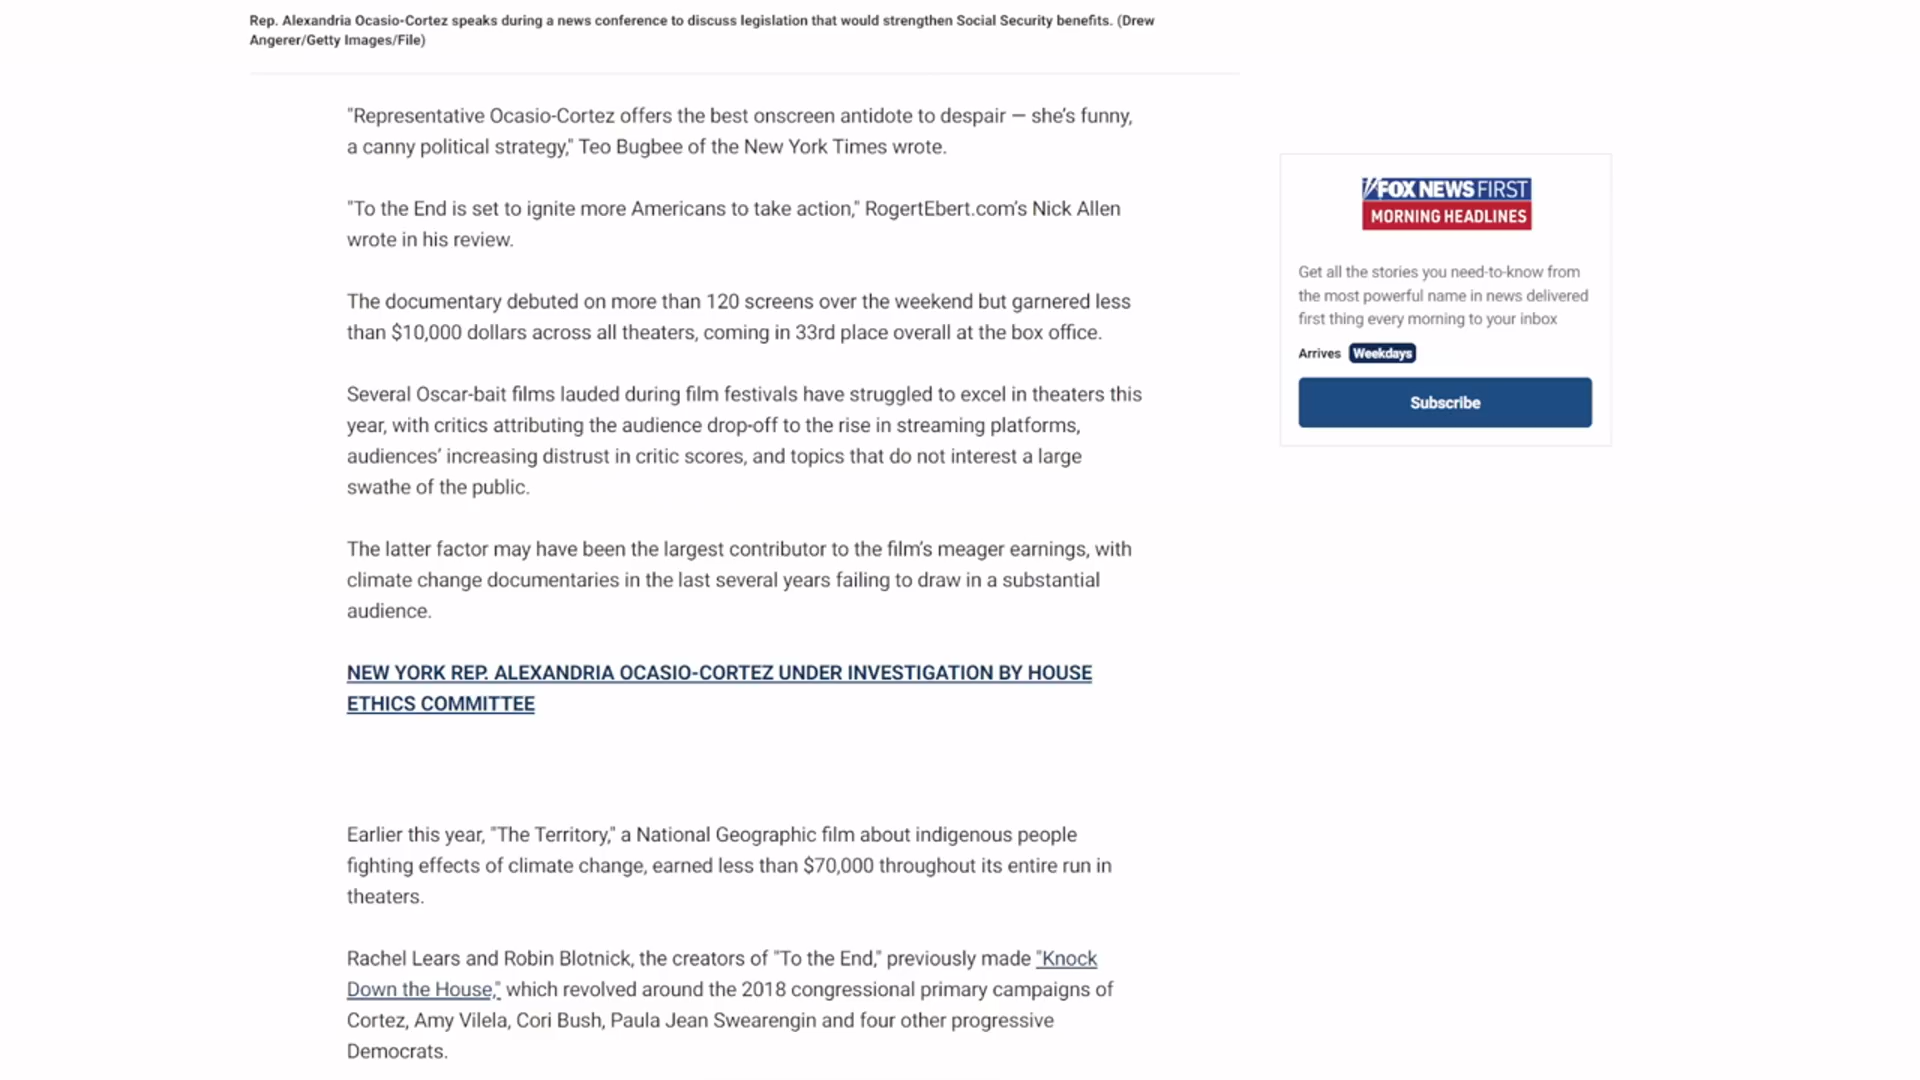 Rep. Alexandria Ocasio-Cortez speaks during a news conference to discuss legislation that would strengthen Social Security benefits. (Drew
Angerer/Getty Images/File)
"Representative Ocasio-Cortez offers the best onscreen antidote to despair — she’s funny,
a canny political strategy," Teo Bugbee of the New York Times wrote.
"To the End is set to ignite more Americans to take action," RogertEbert.com’s Nick Allen
wrote in his review.
The documentary debuted on more than 120 screens over the weekend but garnered less
than $10,000 dollars across all theaters, coming in 33rd place overall at the box office.
Several Oscar-bait films lauded during film festivals have struggled to excel in theaters this
year, with critics attributing the audience drop-off to the rise in streaming platforms,
audiences’ increasing distrust in critic scores, and topics that do not interest a large
swathe of the public.
The latter factor may have been the largest contributor to the film’s meager earnings, with
climate change documentaries in the last several years failing to draw in a substantial
audience.
NEW YORK REP. ALEXANDRIA OCASIO-CORTEZ UNDER INVESTIGATION BY HOUSE
ETHICS COMMITTEE
Earlier this year, "The Territory," a National Geographic film about indigenous people
fighting effects of climate change, earned less than $70,000 throughout its entire run in
theaters.
Rachel Lears and Robin Blotnick, the creators of "To the End," previously made "Knock
Down the House," which revolved around the 2018 congressional primary campaigns of
Cortez, Amy Vilela, Cori Bush, Paula Jean Swearengin and four other progressive
Democrats.
FOX NEWS FIRST
MORNING HEADLINES
Get all the stories you need-to-know from
the most powerful name in news delivered
first thing every morning to your inbox
Arrives Weekdays
Subscribe